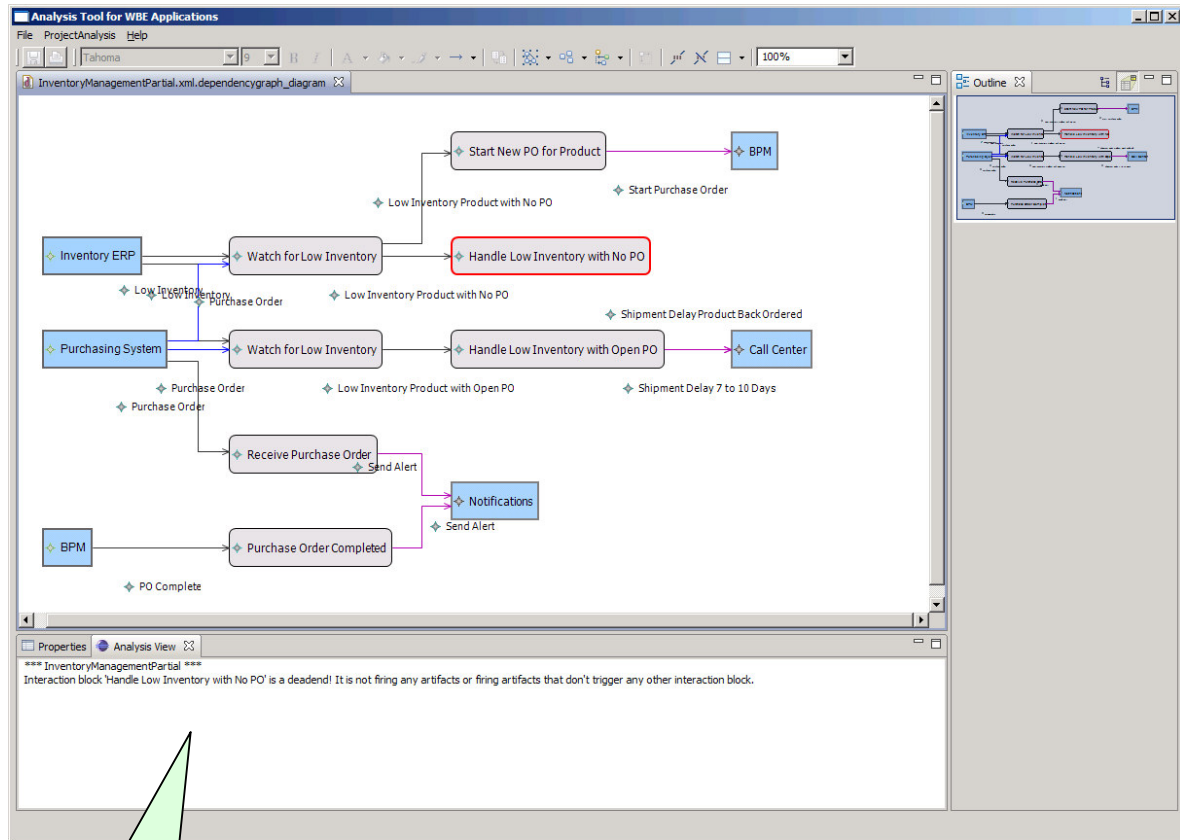 Analysis Tool for WBE Applications
File ProjectAnalysis Help
Tahoma 9 B I A 100%
InventoryManagementPartial.xml.dependencygraph_diagram
Outline
Start New PO for Product
BPM
Start Purchase Order
Low Inventory Product with No PO
Inventory ERP
Watch for Low Inventory
Handle Low Inventory with No PO
Low Inventory
Low Inventory
Purchase Order
Low Inventory Product with No PO
Shipment Delay Product Back Ordered
Purchasing System
Watch for Low Inventory
Handle Low Inventory with Open PO
Call Center
Purchase Order
Low Inventory Product with Open PO
Shipment Delay 7 to 10 Days
Purchase Order
Receive Purchase Order
Send Alert
Notifications
Send Alert
BPM
Purchase Order Completed
PO Complete
Properties
Analysis View
*** InventoryManagementPartial ***
Interaction block 'Handle Low Inventory with No PO' is a deadend! It is not firing any artifacts or firing artifacts that don't trigger any other interaction block.